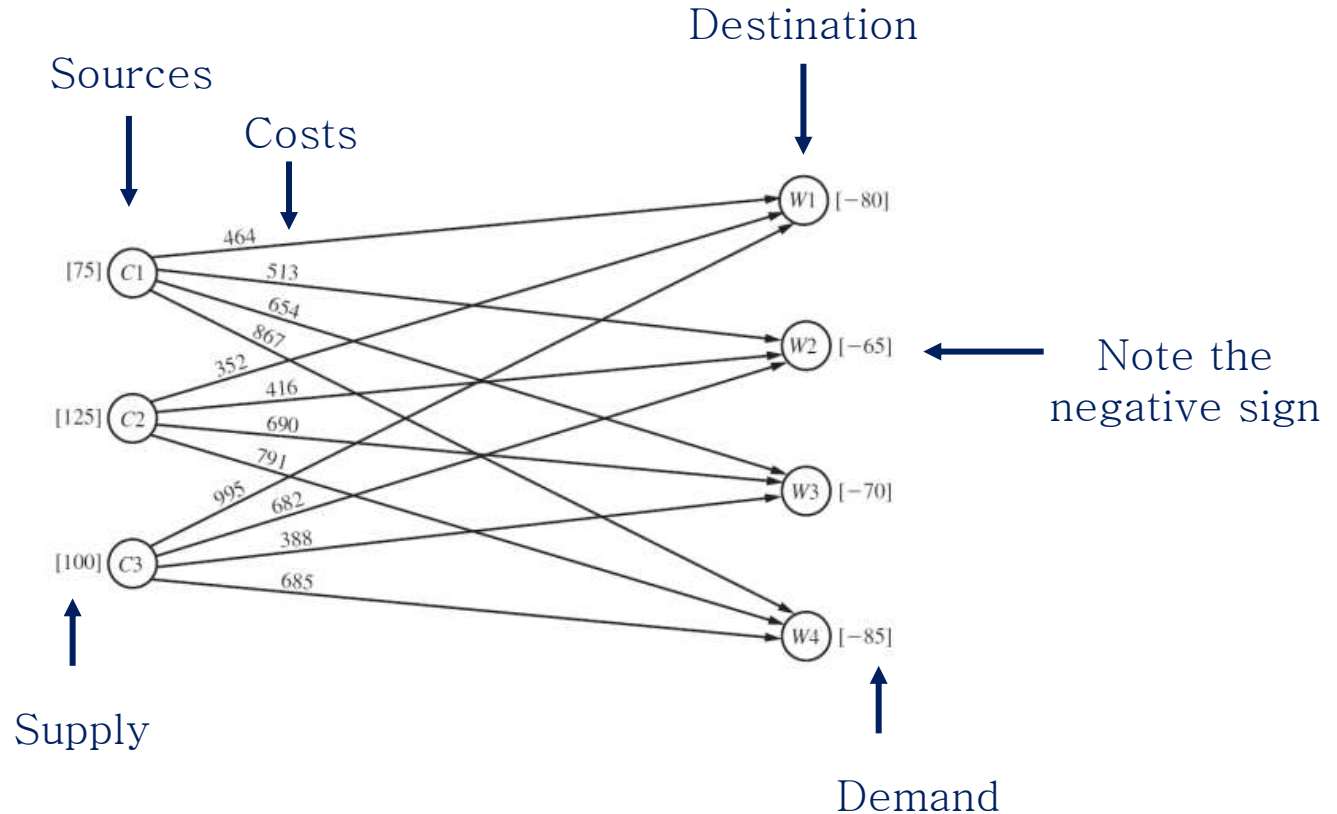 Destination
Sources
Costs
W1 [−80]
464
[75] C1
513
654
867
352
W2 [−65]
Note the
negative sign
416
[125] C2
690
791
995
682
W3 [−70]
388
[100] C3
685
W4 [−85]
Supply
Demand